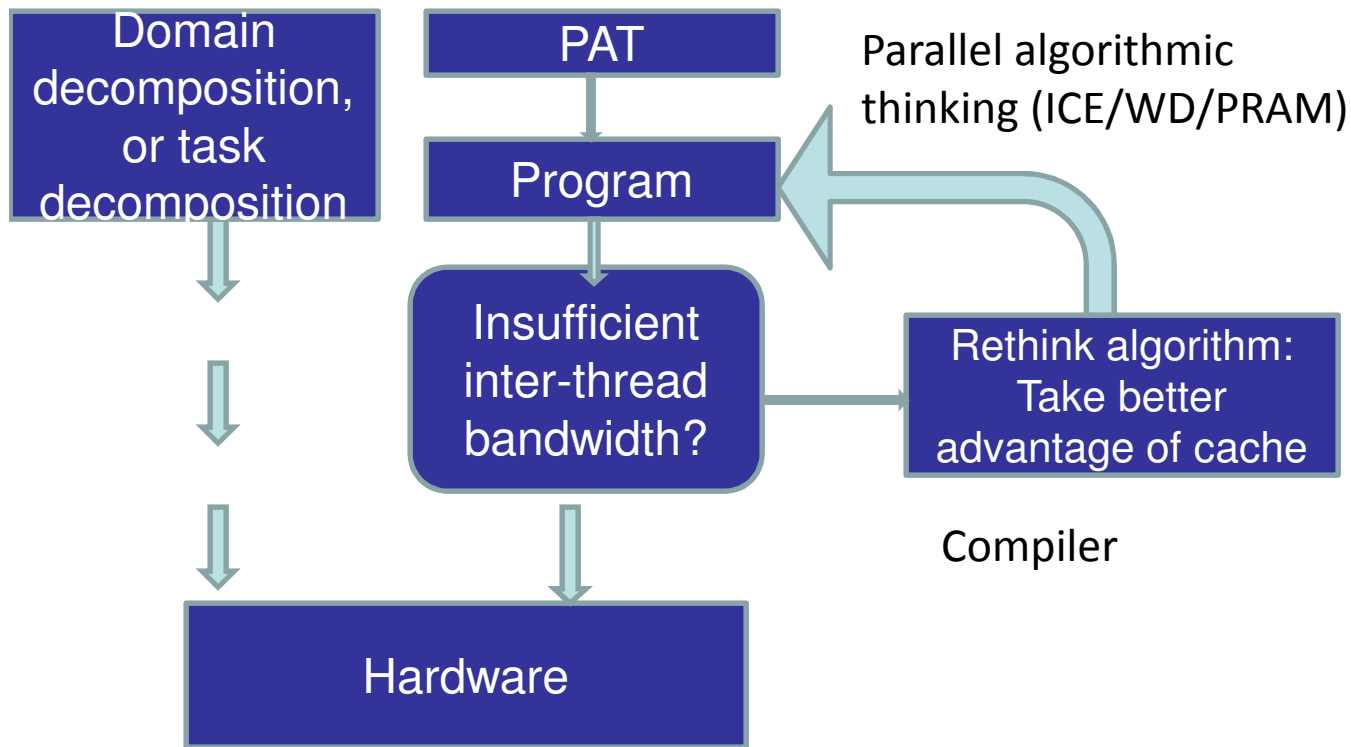 Domain
decomposition,
or task
decomposition
PAT
Parallel algorithmic
thinking (ICE/WD/PRAM)
Program
Insufficient
inter-thread
bandwidth?
Rethink algorithm:
Take better
advantage of cache
Compiler
Hardware